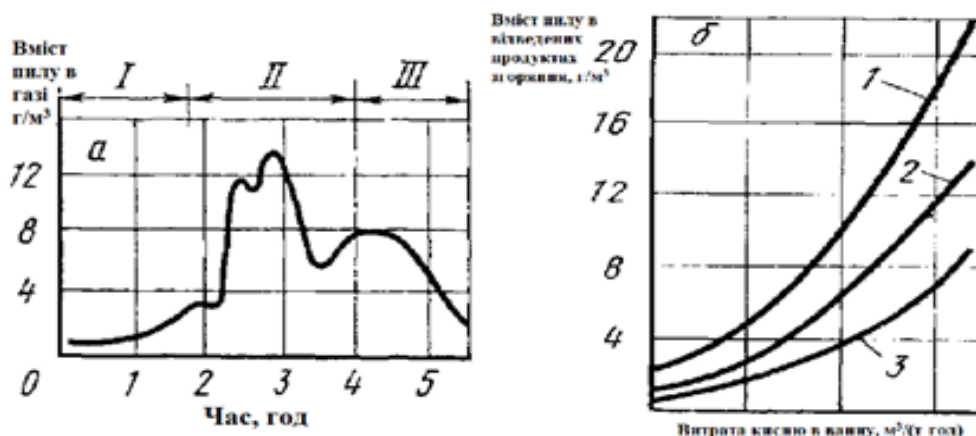 Вміст
пилу в
газі
г/м³
I II III
а
12
8
4
0 1 2 3 4 5
Час, год
Вміст пилу в
відведених
продуктах
згоряння, г/м³
б
20
16
12
8
4
1
2
3
Витрата кисню в ванну, м³/(т год)